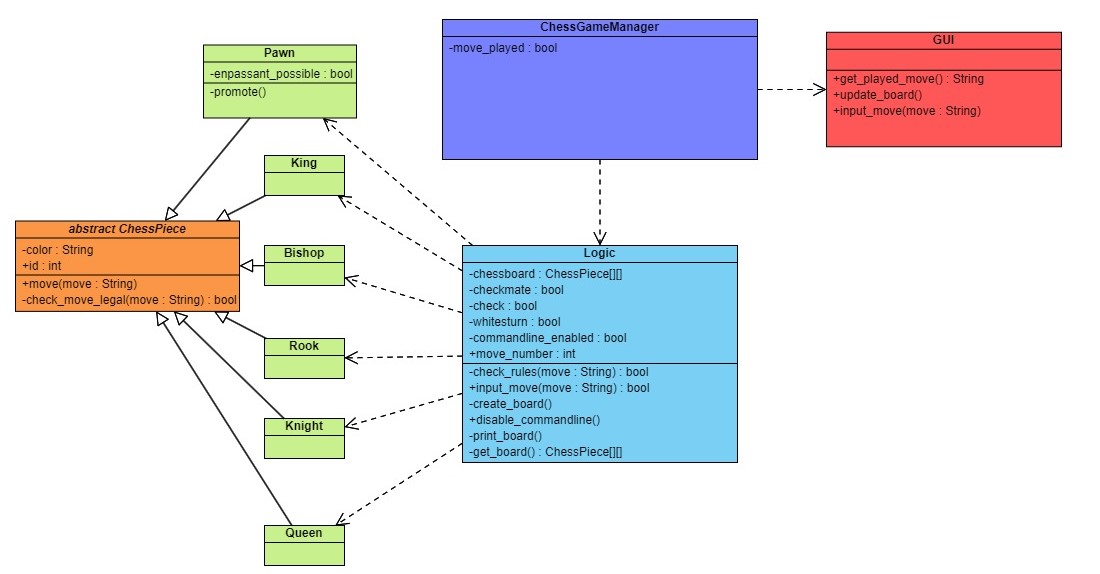 ChessGameManager
-move_played : bool
GUI
+get_played_move() : String
+update_board()
+input_move(move : String)
Pawn
-enpassant_possible : bool
-promote()
King
abstract ChessPiece
-color : String
+id : int
+move(move : String)
-check_move_legal(move : String) : bool
Bishop
Rook
Knight
Queen
Logic
-chessboard : ChessPiece[][]
-checkmate : bool
-check : bool
-whitesturn : bool
-commandline_enabled : bool
+move_number : int
-check_rules(move : String) : bool
+input_move(move : String) : bool
-create_board()
+disable_commandline()
-print_board()
-get_board() : ChessPiece[][]